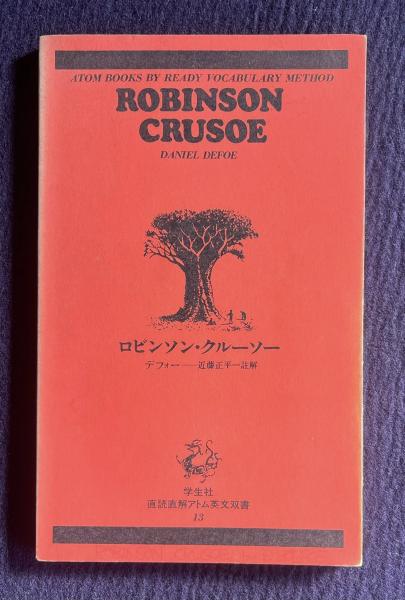 ATOM BOOKS BY READY VOCABULARY METHOD
ROBINSON
CRUSOE
DANIEL DEFOE
ロビンソン・クルーソー
デフォー──近藤正平─註解
学生社
直読直解アトム英文双書
13